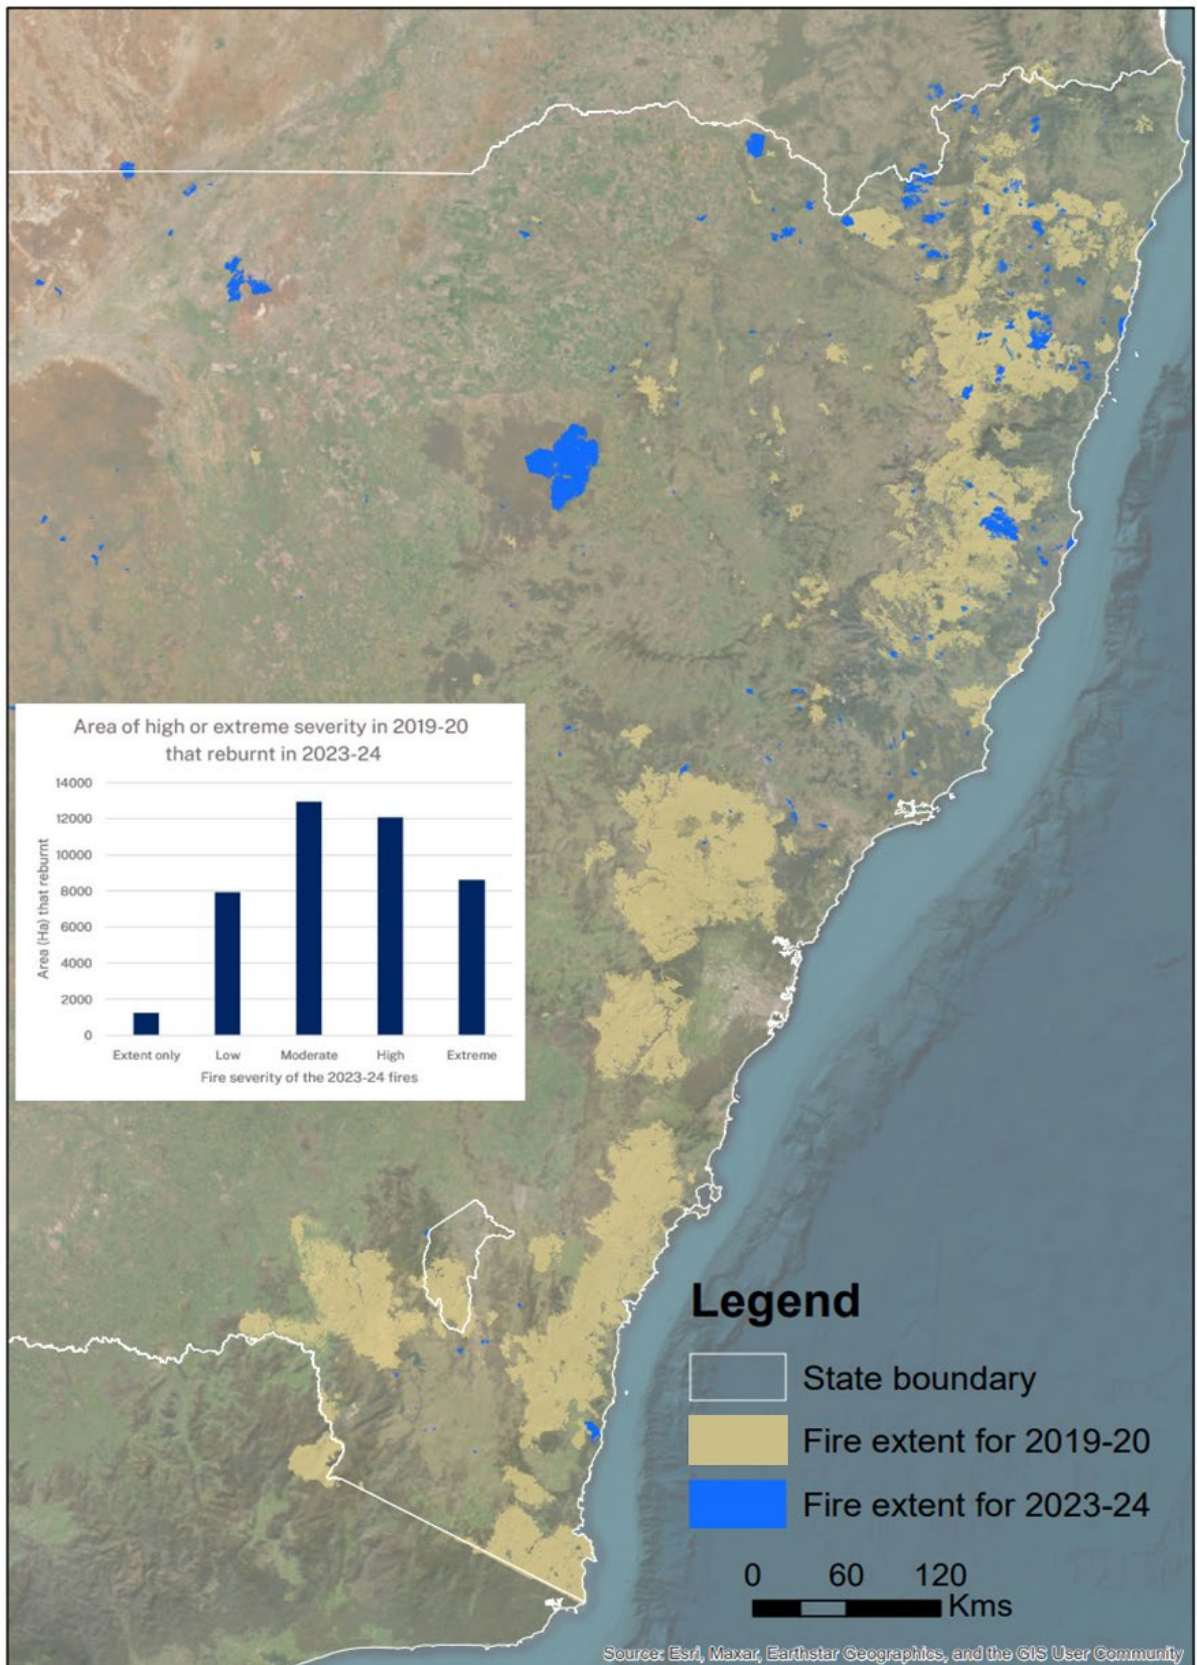 Area of high or extreme severity in 2019-20
that reburnt in 2023-24
14000
12000
10000
8000
6000
4000
2000
0
Area (Ha) that reburnt
Extent only Low Moderate High Extreme
Fire severity of the 2023-24 fires
Legend
State boundary
Fire extent for 2019-20
Fire extent for 2023-24
0 60 120
Kms
Source: Esri, Maxar, Earthstar Geographics, and the GIS User Community